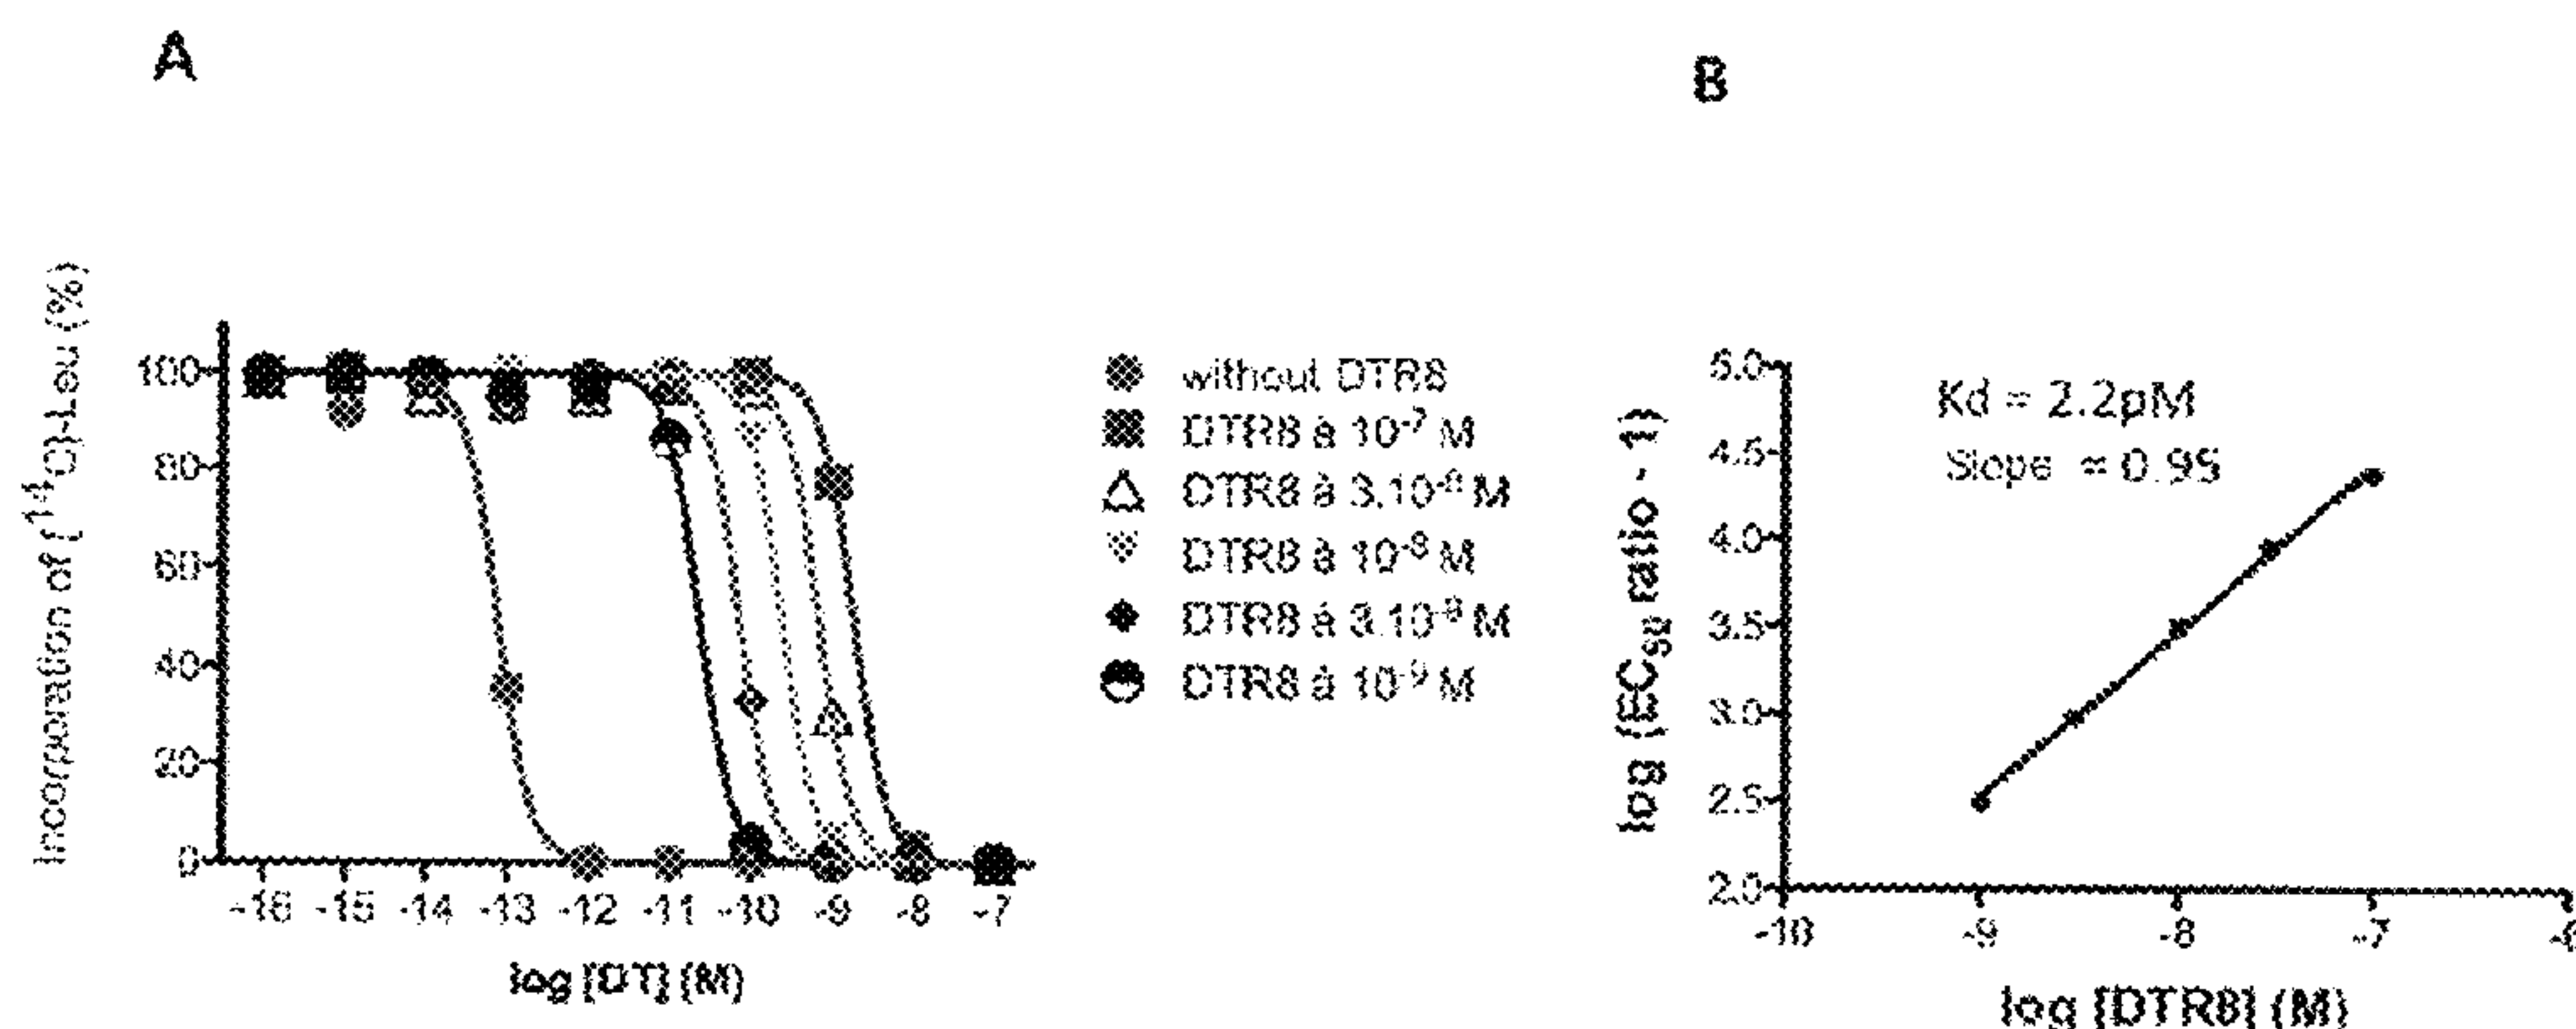 A
B
Incorporation of [14C]-Leu (%)
100
80
60
40
20
0
-16 -15 -14 -13 -12 -11 -10 -9 -8 -7
log [DT] (M)
without DTR8
DTR8 à 10-7 M
DTR8 à 3.10-8 M
DTR8 à 10-8 M
DTR8 à 3.10-9 M
DTR8 à 10-9 M
log (EC50 ratio - 1)
5.0
4.5
4.0
3.5
3.0
2.5
2.0
Kd = 2.2pM
Slope = 0.99
-10 -9 -8 -7
log [DTR8] (M)